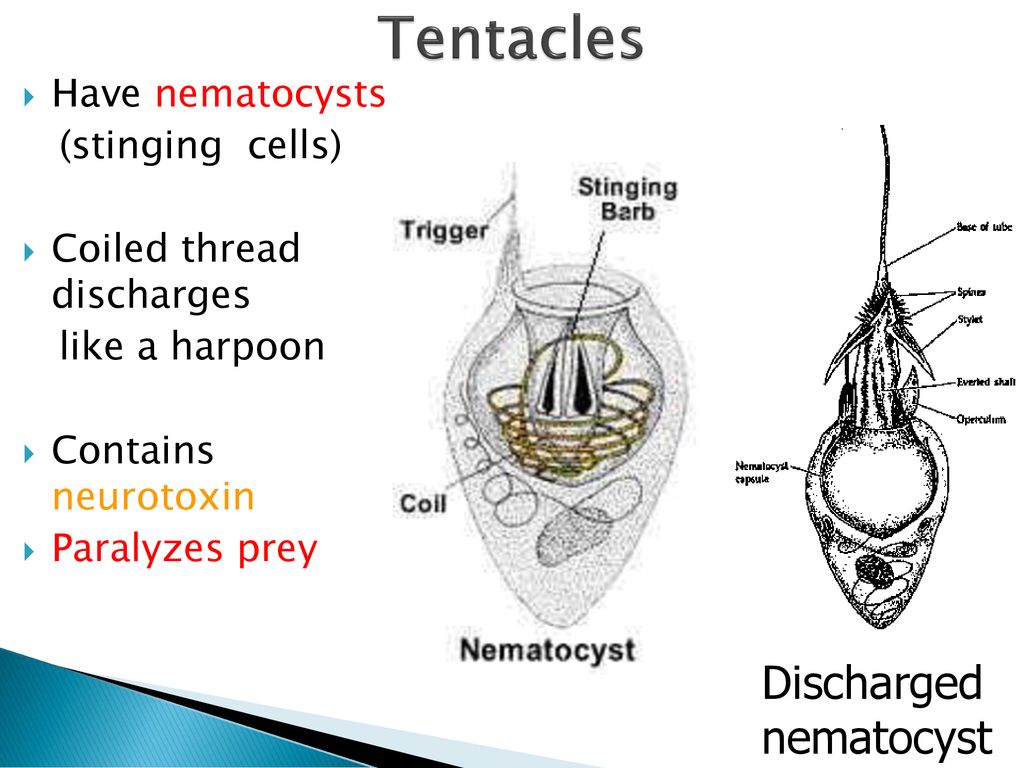 Tentacles
Have nematocysts
(stinging cells)
Coiled thread
discharges
like a harpoon
Contains
neurotoxin
Paralyzes prey
Trigger
Stinging
Barb
Coil
Nematocyst
Base of tube
Spines
Stylet
Everted shaft
Operculum
Nematocyst
capsule
Discharged
nematocyst